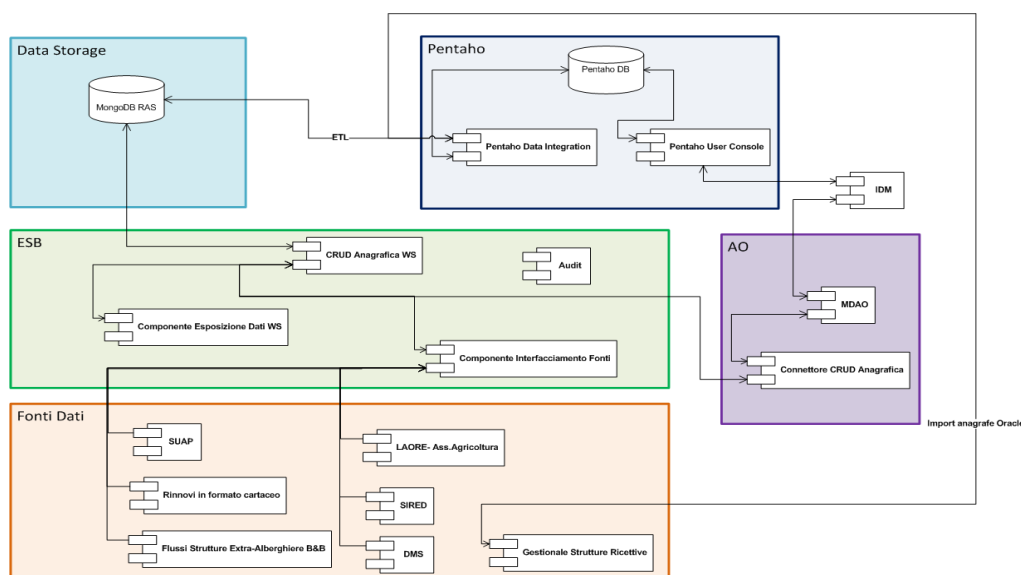 Data Storage
MongoDB RAS
ETL
Pentaho
Pentaho DB
Pentaho Data Integration
Pentaho User Console
IDM
ESB
CRUD Anagrafica WS
Audit
Componente Esposizione Dati WS
Componente Interfacciamento Fonti
AO
MDAO
Connettore CRUD Anagrafica
Import anagrafe Oracle
Fonti Dati
SUAP
LAORE- Ass.Agricoltura
Rinnovi in formato cartaceo
SIRED
Flussi Strutture Extra-Alberghiere B&B
DMS
Gestionale Strutture Ricettive